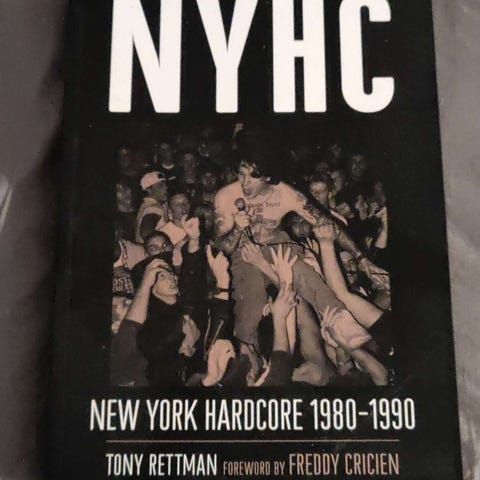 NYHC
NEW YORK HARDCORE 1980-1990
TONY RETTMAN FOREWORD BY FREDDY CRICIEN